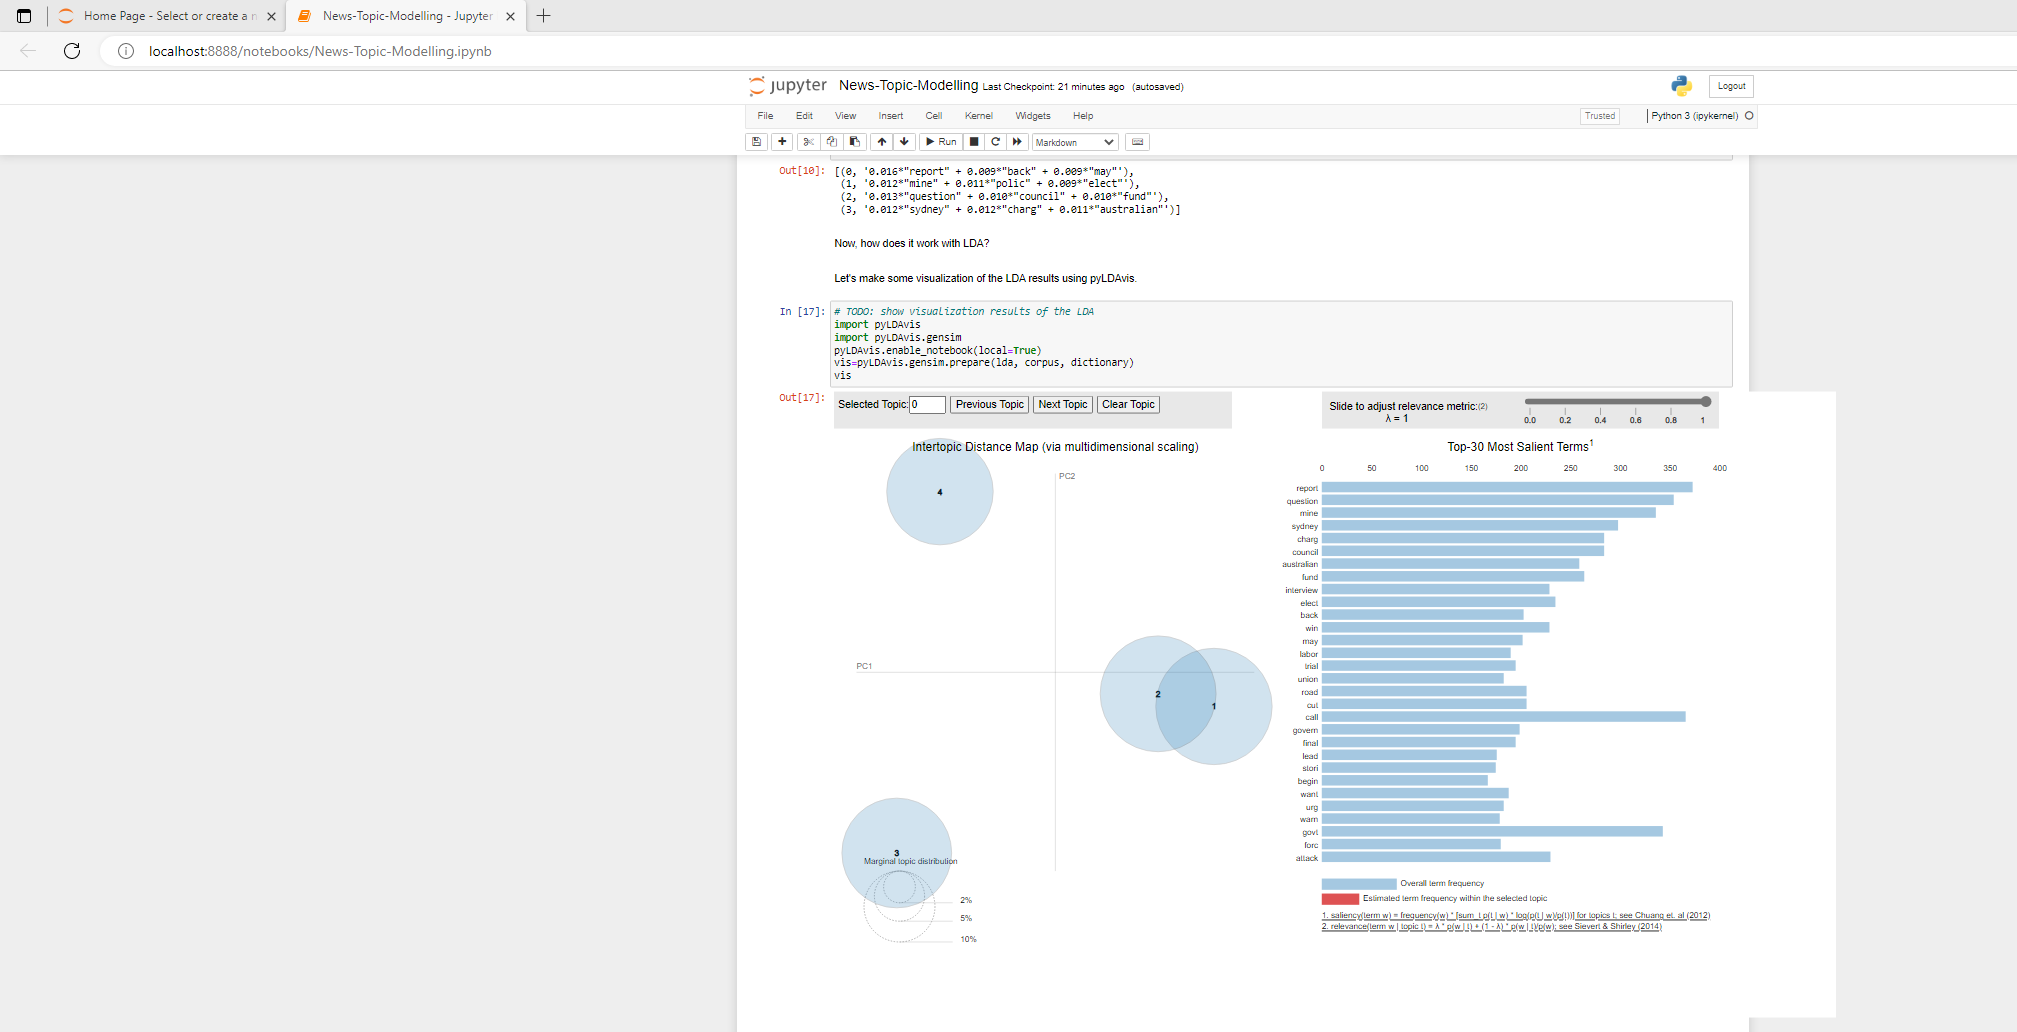 Home Page - Select or create a n
News-Topic-Modelling - Jupyter
localhost:8888/notebooks/News-Topic-Modelling.ipynb
jupyter News-Topic-Modelling Last Checkpoint: 21 minutes ago (autosaved)
Logout
File Edit View Insert Cell Kernel Widgets Help
Trusted
Python 3 (ipykernel)
Run
Markdown
Out[10]: [(0, '0.016*"report" + 0.009*"back" + 0.009*"may"'),
(1, '0.012*"mine" + 0.011*"polic" + 0.009*"elect"'),
(2, '0.013*"question" + 0.010*"council" + 0.010*"fund"'),
(3, '0.012*"sydney" + 0.012*"charg" + 0.011*"australian"')]
Now, how does it work with LDA?
Let's make some visualization of the LDA results using pyLDAvis.
In [17]: # TODO: show visualization results of the LDA
import pyLDAvis
import pyLDAvis.gensim
pyLDAvis.enable_notebook(local=True)
vis=pyLDAvis.gensim.prepare(lda, corpus, dictionary)
vis
Out[17]:
Selected Topic: 0 Previous Topic Next Topic Clear Topic
Slide to adjust relevance metric:(2)
λ = 1
0.0 0.2 0.4 0.6 0.8 1
Intertopic Distance Map (via multidimensional scaling)
PC2
PC1
4
2
1
3
Marginal topic distribution
2%
5%
10%
Top-30 Most Salient Terms1
0 50 100 150 200 250 300 350 400
report
question
mine
sydney
charg
council
australian
fund
interview
elect
back
win
may
labor
trial
union
road
cut
call
govern
final
lead
stori
begin
want
urg
warn
govt
forc
attack
Overall term frequency
Estimated term frequency within the selected topic
1. saliency(term w) = frequency(w) * [sum_t p(t | w) * log(p(t | w)/p(t))] for topics t; see Chuang et. al (2012)
2. relevance(term w | topic t) = λ * p(w | t) + (1 - λ) * p(w | t)/p(w); see Sievert & Shirley (2014)